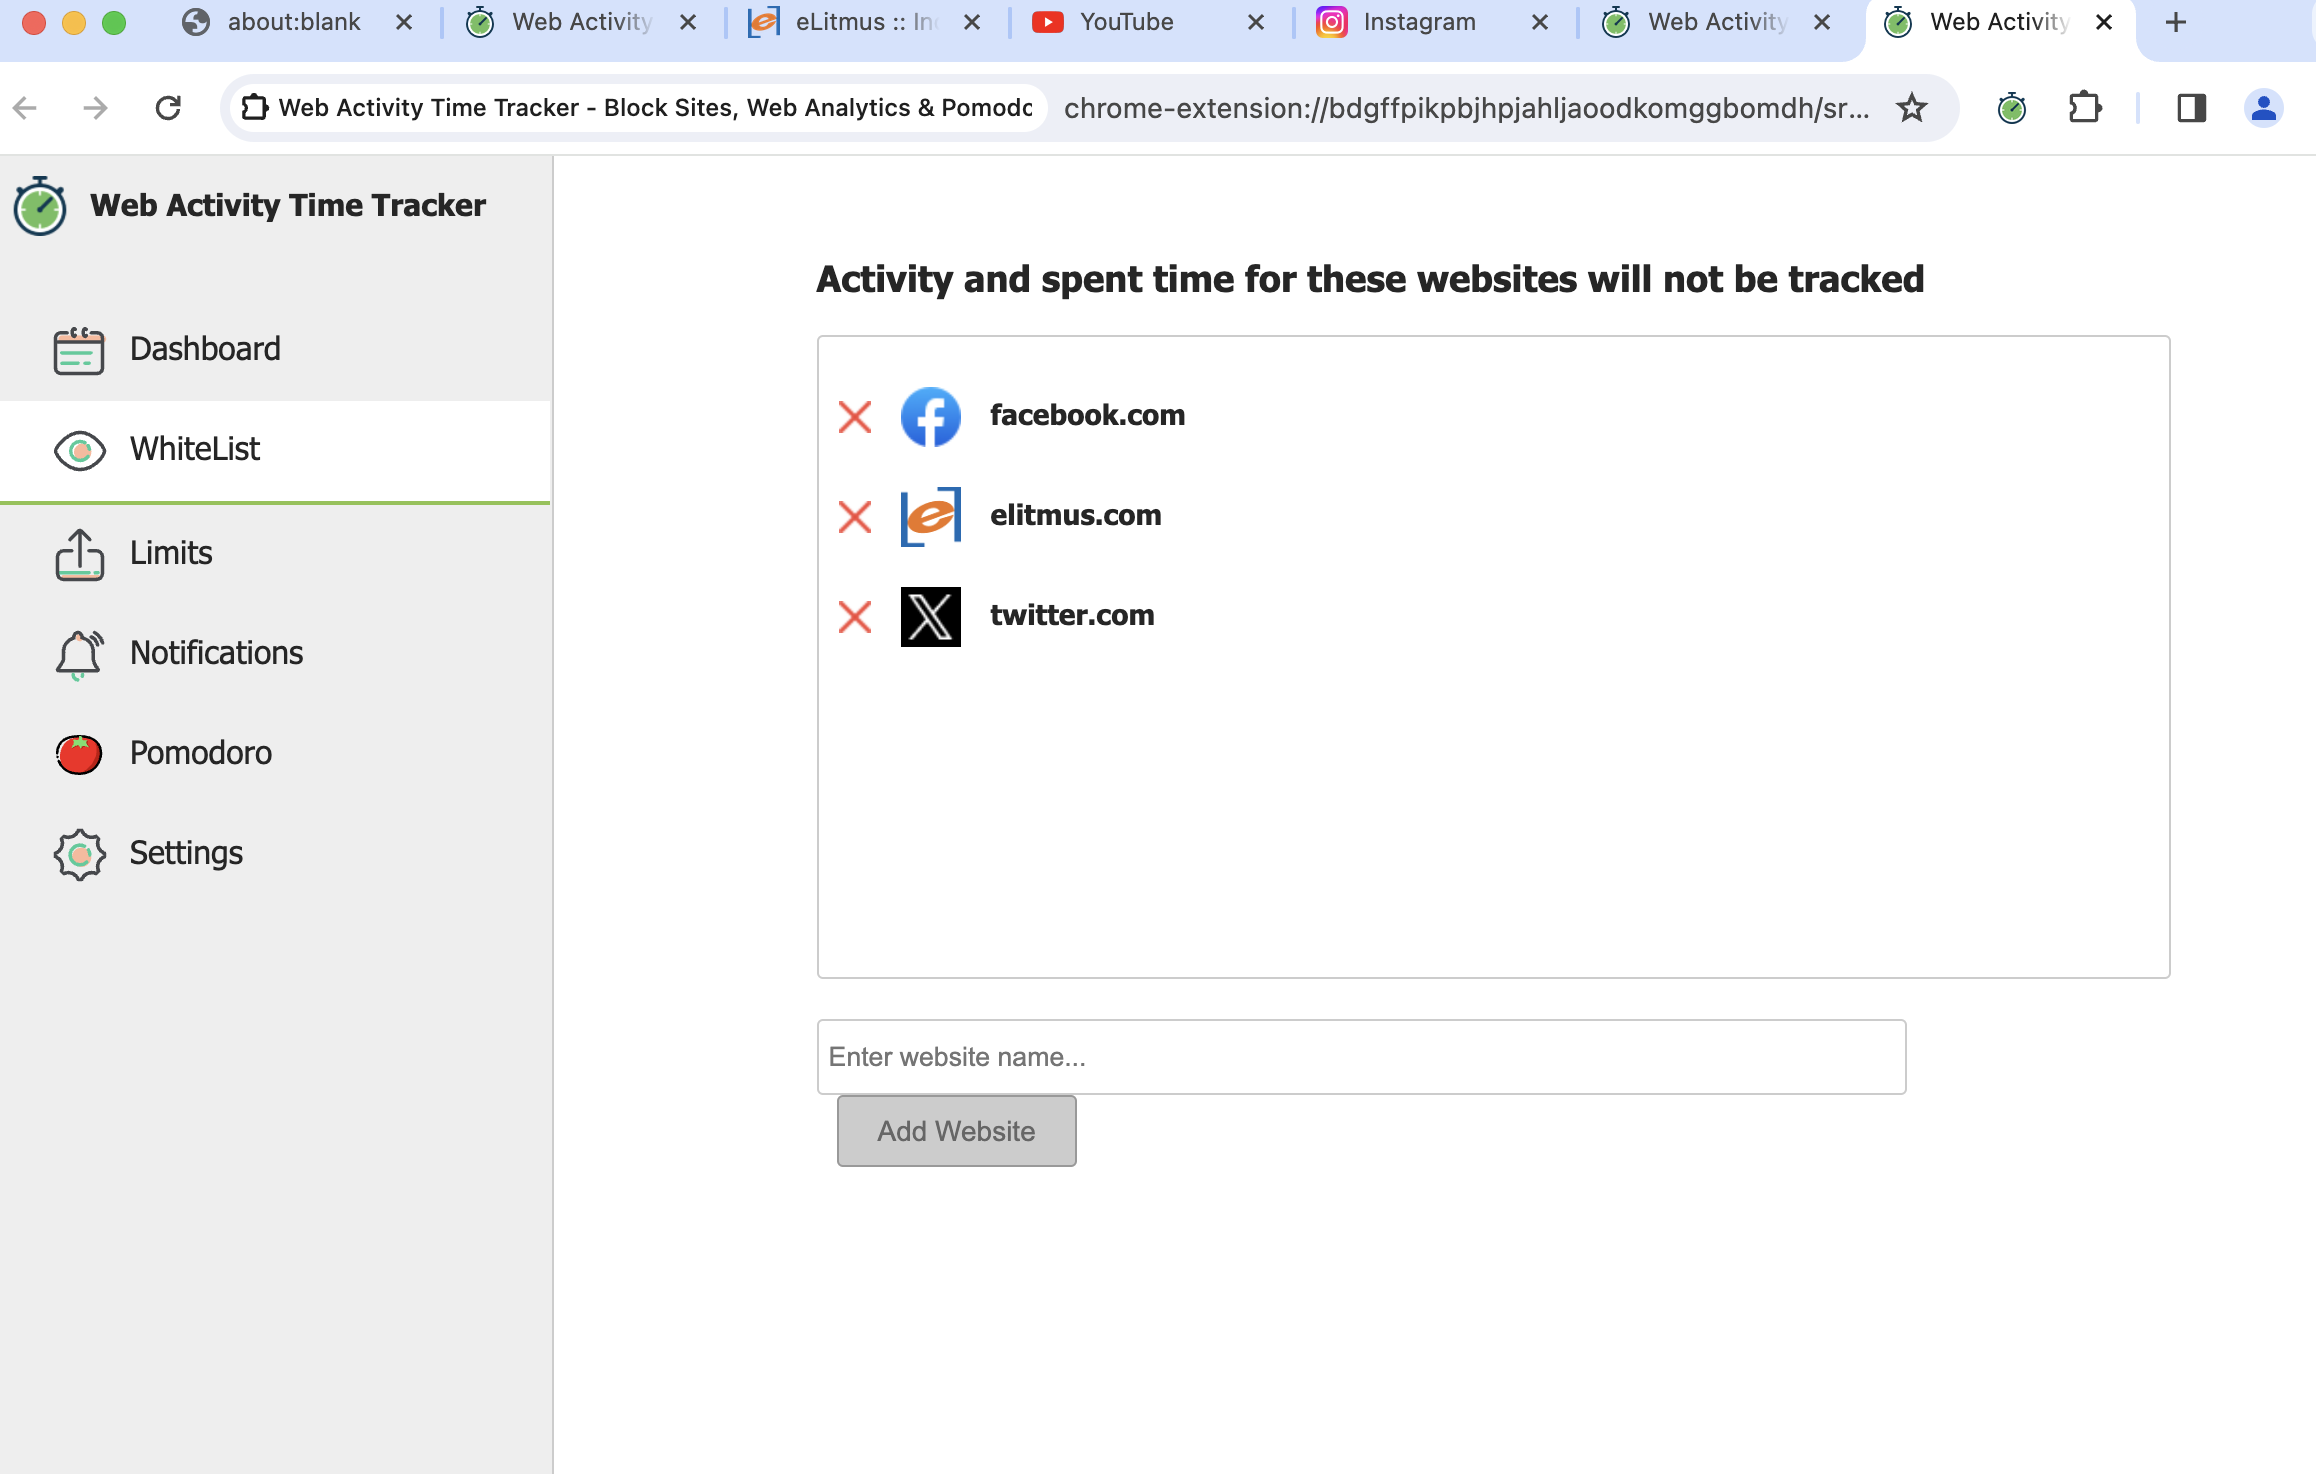 about:blank
Web Activity
eLitmus :: In
YouTube
Instagram
Web Activity
Web Activity
Web Activity Time Tracker - Block Sites, Web Analytics & Pomodo
chrome-extension://bdgffpikpbjhpjahljaoodkomggbomdh/sr...
Web Activity Time Tracker
Dashboard
WhiteList
Limits
Notifications
Pomodoro
Settings
Activity and spent time for these websites will not be tracked
facebook.com
elitmus.com
twitter.com
Enter website name...
Add Website